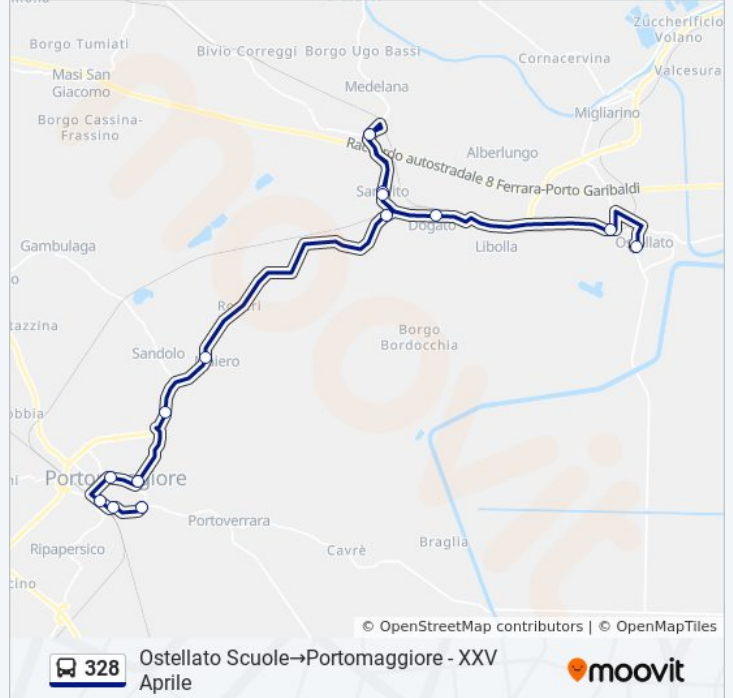 Zuccherificio
Volano
Borgo Tumiati
Bivio Correggi
Borgo Ugo Bassi
Cornacervina
Valcesura
Masi San
Giacomo
Medelana
Borgo Cassina-
Frassino
Migliarino
Raccordo autostradale 8 Ferrara-Porto Garibaldi
Alberlungo
Dogato
Ostellato
Libolla
Gambulaga
Borgo
Bordocchia
Sandolo
Portomaggiore
Portoverrara
Braglia
Cavrè
Ripapersico
moovit
© OpenStreetMap contributors | © OpenMapTiles
328
Ostellato Scuole→Portomaggiore - XXV
Aprile
moovit